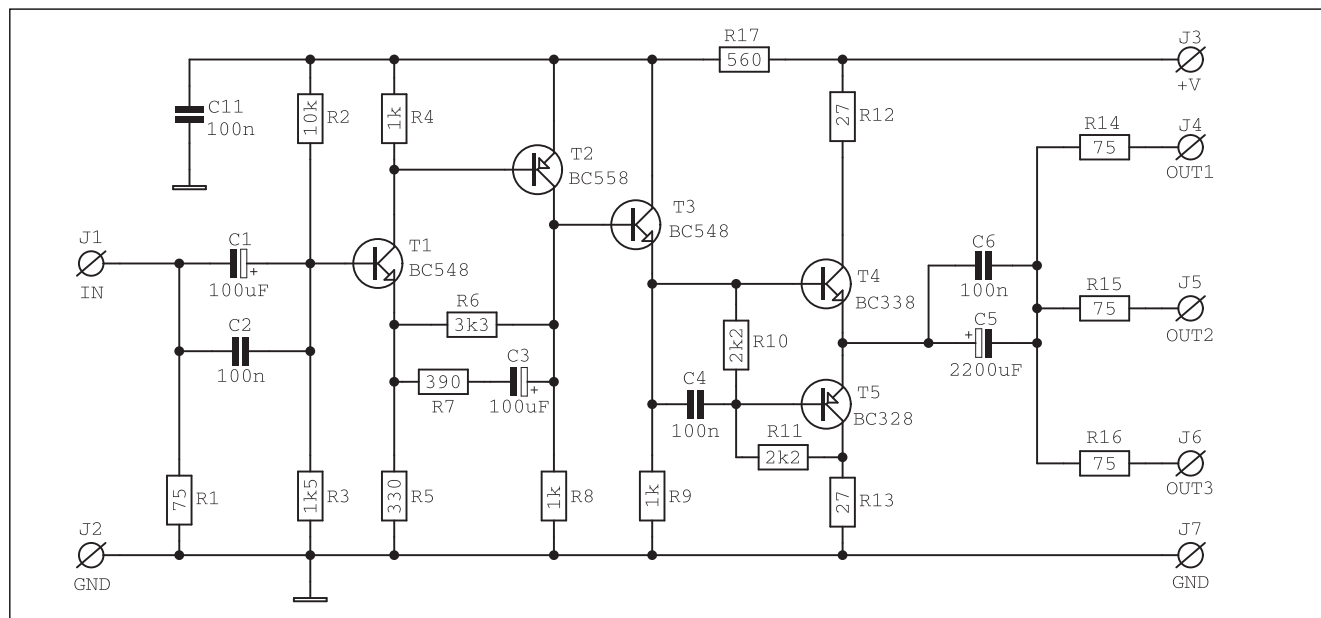 R17
560
J3
+V
C11
100n
10k
R2
1k
R4
27
R12
R14
75
J4
OUT1
T2
BC558
T3
BC548
J1
IN
C1
+
100uF
T1
BC548
C6
100n
T4
BC338
R15
75
J5
OUT2
R6
3k3
C2
100n
2k2
R10
+
C5
2200uF
390
R7
C3
+
100uF
C4
100n
T5
BC328
R11
2k2
R16
75
J6
OUT3
75
R1
1k5
R3
330
R5
1k
R8
1k
R9
27
R13
J2
GND
J7
GND